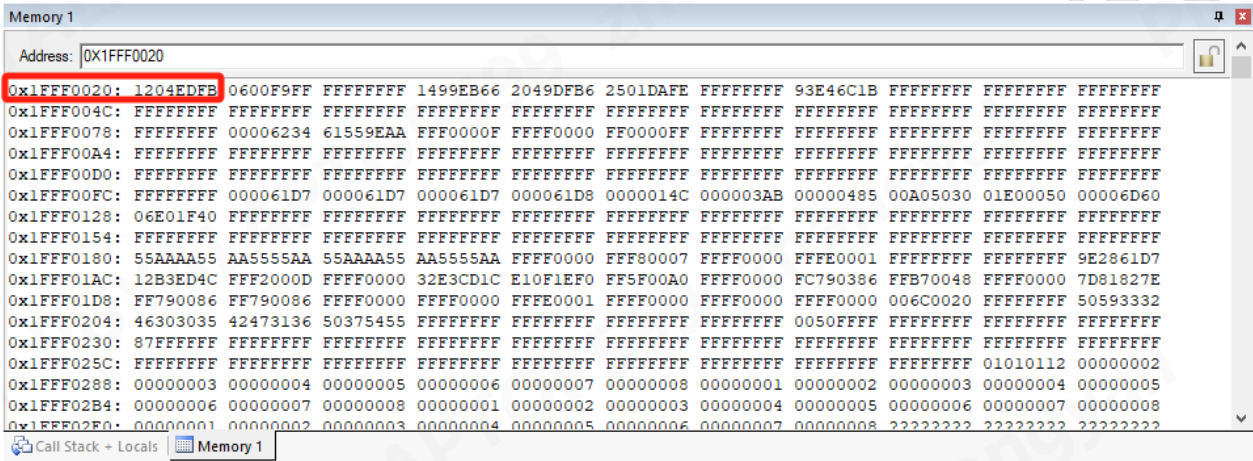 Memory 1
Address: 0X1FFF0020
0x1FFF0020: 1204EDFB 0600F9FF FFFFFFFF 1499EB66 2049DFB6 2501DAFE FFFFFFFF 93E46C1B FFFFFFFF FFFFFFFF FFFFFFFF
0x1FFF004C: FFFFFFFF FFFFFFFF FFFFFFFF FFFFFFFF FFFFFFFF FFFFFFFF FFFFFFFF FFFFFFFF FFFFFFFF FFFFFFFF FFFFFFFF
0x1FFF0078: FFFFFFFF 00006234 61559EAA FFF0000F FFFF0000 FF0000FF FFFFFFFF FFFFFFFF FFFFFFFF FFFFFFFF FFFFFFFF
0x1FFF00A4: FFFFFFFF FFFFFFFF FFFFFFFF FFFFFFFF FFFFFFFF FFFFFFFF FFFFFFFF FFFFFFFF FFFFFFFF FFFFFFFF FFFFFFFF
0x1FFF00D0: FFFFFFFF FFFFFFFF FFFFFFFF FFFFFFFF FFFFFFFF FFFFFFFF FFFFFFFF FFFFFFFF FFFFFFFF FFFFFFFF FFFFFFFF
0x1FFF00FC: FFFFFFFF 000061D7 000061D7 000061D7 000061D8 0000014C 000003AB 00000485 00A05030 01E00050 00006D60
0x1FFF0128: 06E01F40 FFFFFFFF FFFFFFFF FFFFFFFF FFFFFFFF FFFFFFFF FFFFFFFF FFFFFFFF FFFFFFFF FFFFFFFF FFFFFFFF
0x1FFF0154: FFFFFFFF FFFFFFFF FFFFFFFF FFFFFFFF FFFFFFFF FFFFFFFF FFFFFFFF FFFFFFFF FFFFFFFF FFFFFFFF FFFFFFFF
0x1FFF0180: 55AAAA55 AA5555AA 55AAAA55 AA5555AA FFFF0000 FFF80007 FFFF0000 FFFE0001 FFFFFFFF FFFFFFFF 9E2861D7
0x1FFF01AC: 12B3ED4C FFF2000D FFFF0000 32E3CD1C E10F1EF0 FF5F00A0 FFFF0000 FC790386 FFB70048 FFFF0000 7D81827E
0x1FFF01D8: FF790086 FF790086 FFFF0000 FFFF0000 FFFE0001 FFFF0000 FFFF0000 FFFF0000 006C0020 FFFFFFFF 50593332
0x1FFF0204: 46303035 42473136 50375455 FFFFFFFF FFFFFFFF FFFFFFFF FFFFFFFF 0050FFFF FFFFFFFF FFFFFFFF FFFFFFFF
0x1FFF0230: 87FFFFFF FFFFFFFF FFFFFFFF FFFFFFFF FFFFFFFF FFFFFFFF FFFFFFFF FFFFFFFF FFFFFFFF FFFFFFFF FFFFFFFF
0x1FFF025C: FFFFFFFF FFFFFFFF FFFFFFFF FFFFFFFF FFFFFFFF FFFFFFFF FFFFFFFF FFFFFFFF FFFFFFFF 01010112 00000002
0x1FFF0288: 00000003 00000004 00000005 00000006 00000007 00000008 00000001 00000002 00000003 00000004 00000005
0x1FFF02B4: 00000006 00000007 00000008 00000001 00000002 00000003 00000004 00000005 00000006 00000007 00000008
0x1FFF02E0: 00000001 00000002 00000003 00000004 00000005 00000006 00000007 00000008 ???????? ???????? ????????
Call Stack + Locals Memory 1